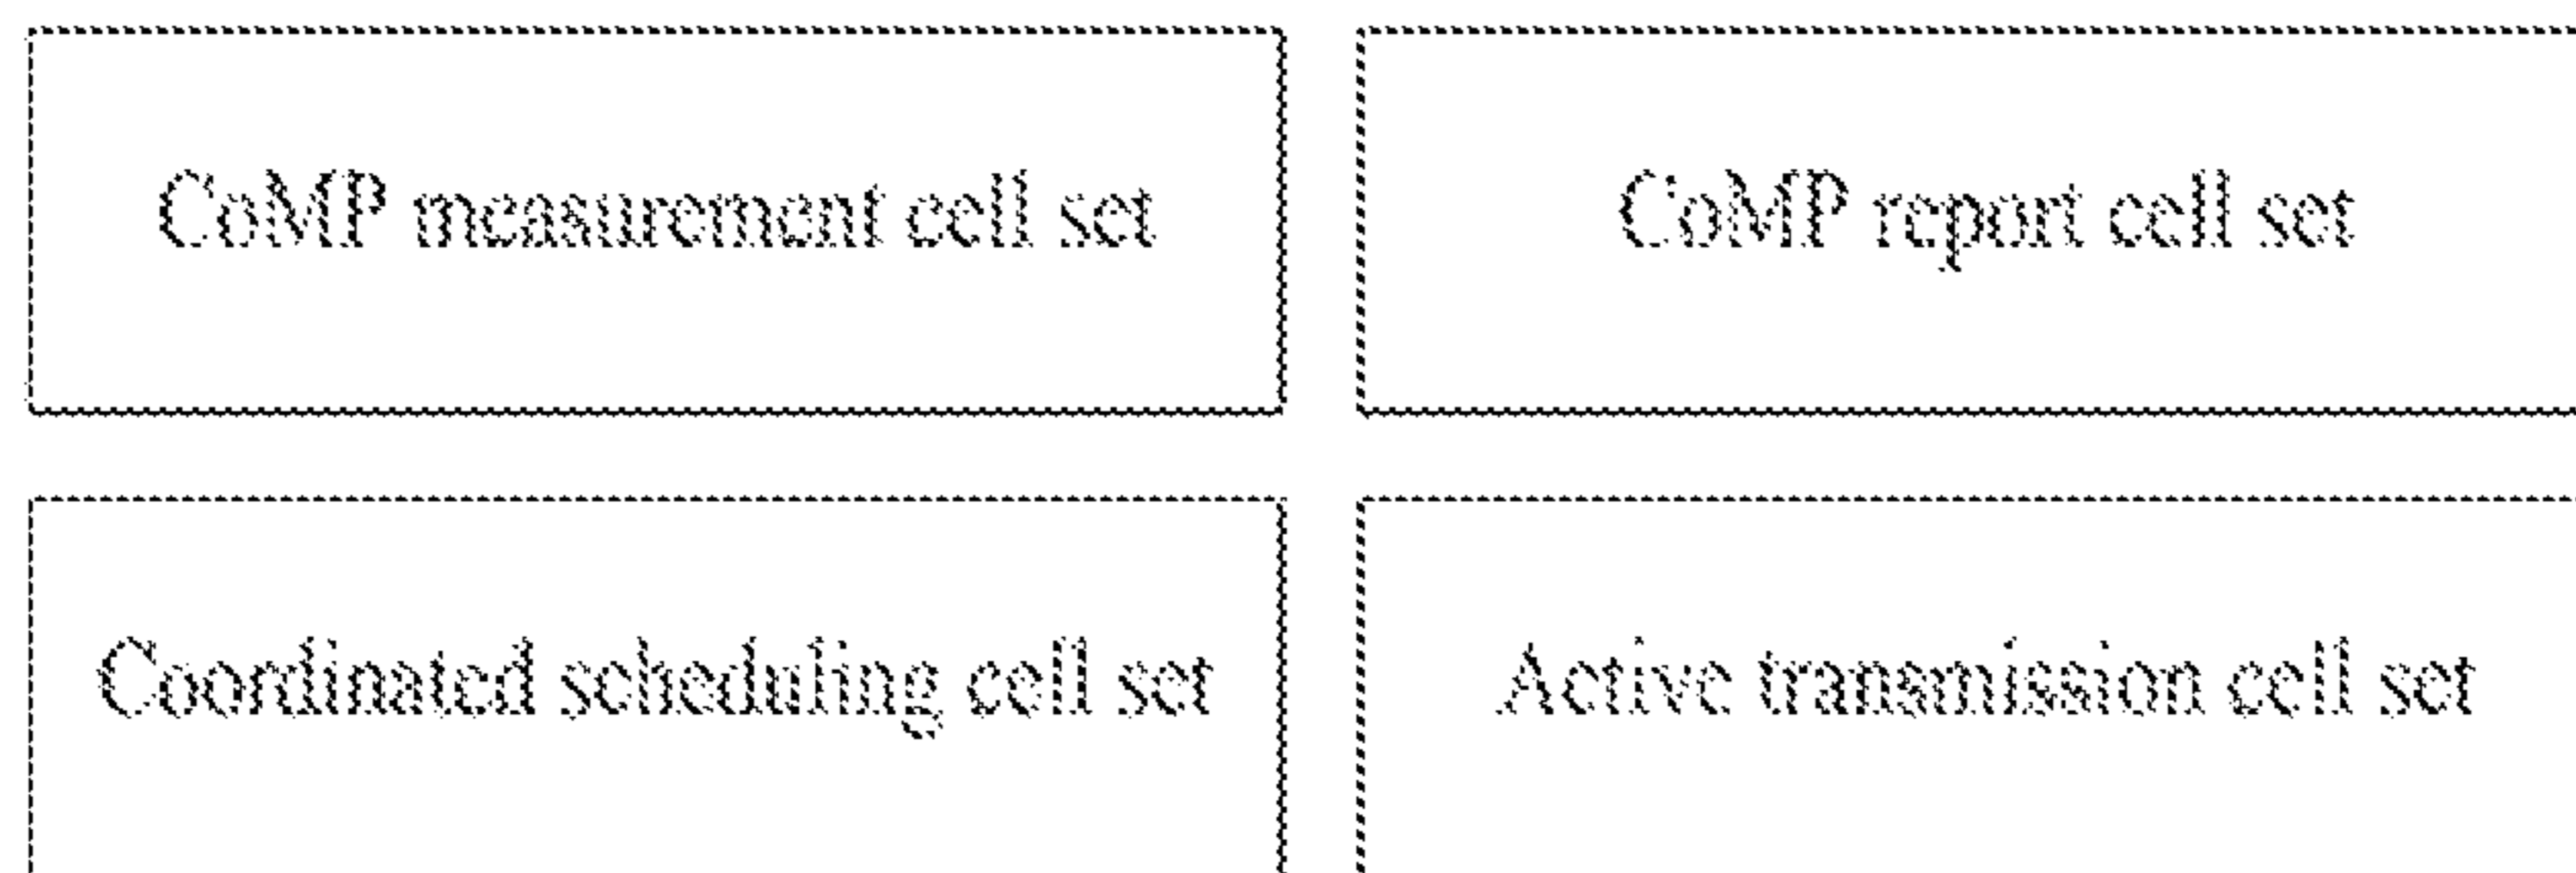 CoMP measurement cell set
CoMP report cell set
Coordinated scheduling cell set
Active transmission cell set